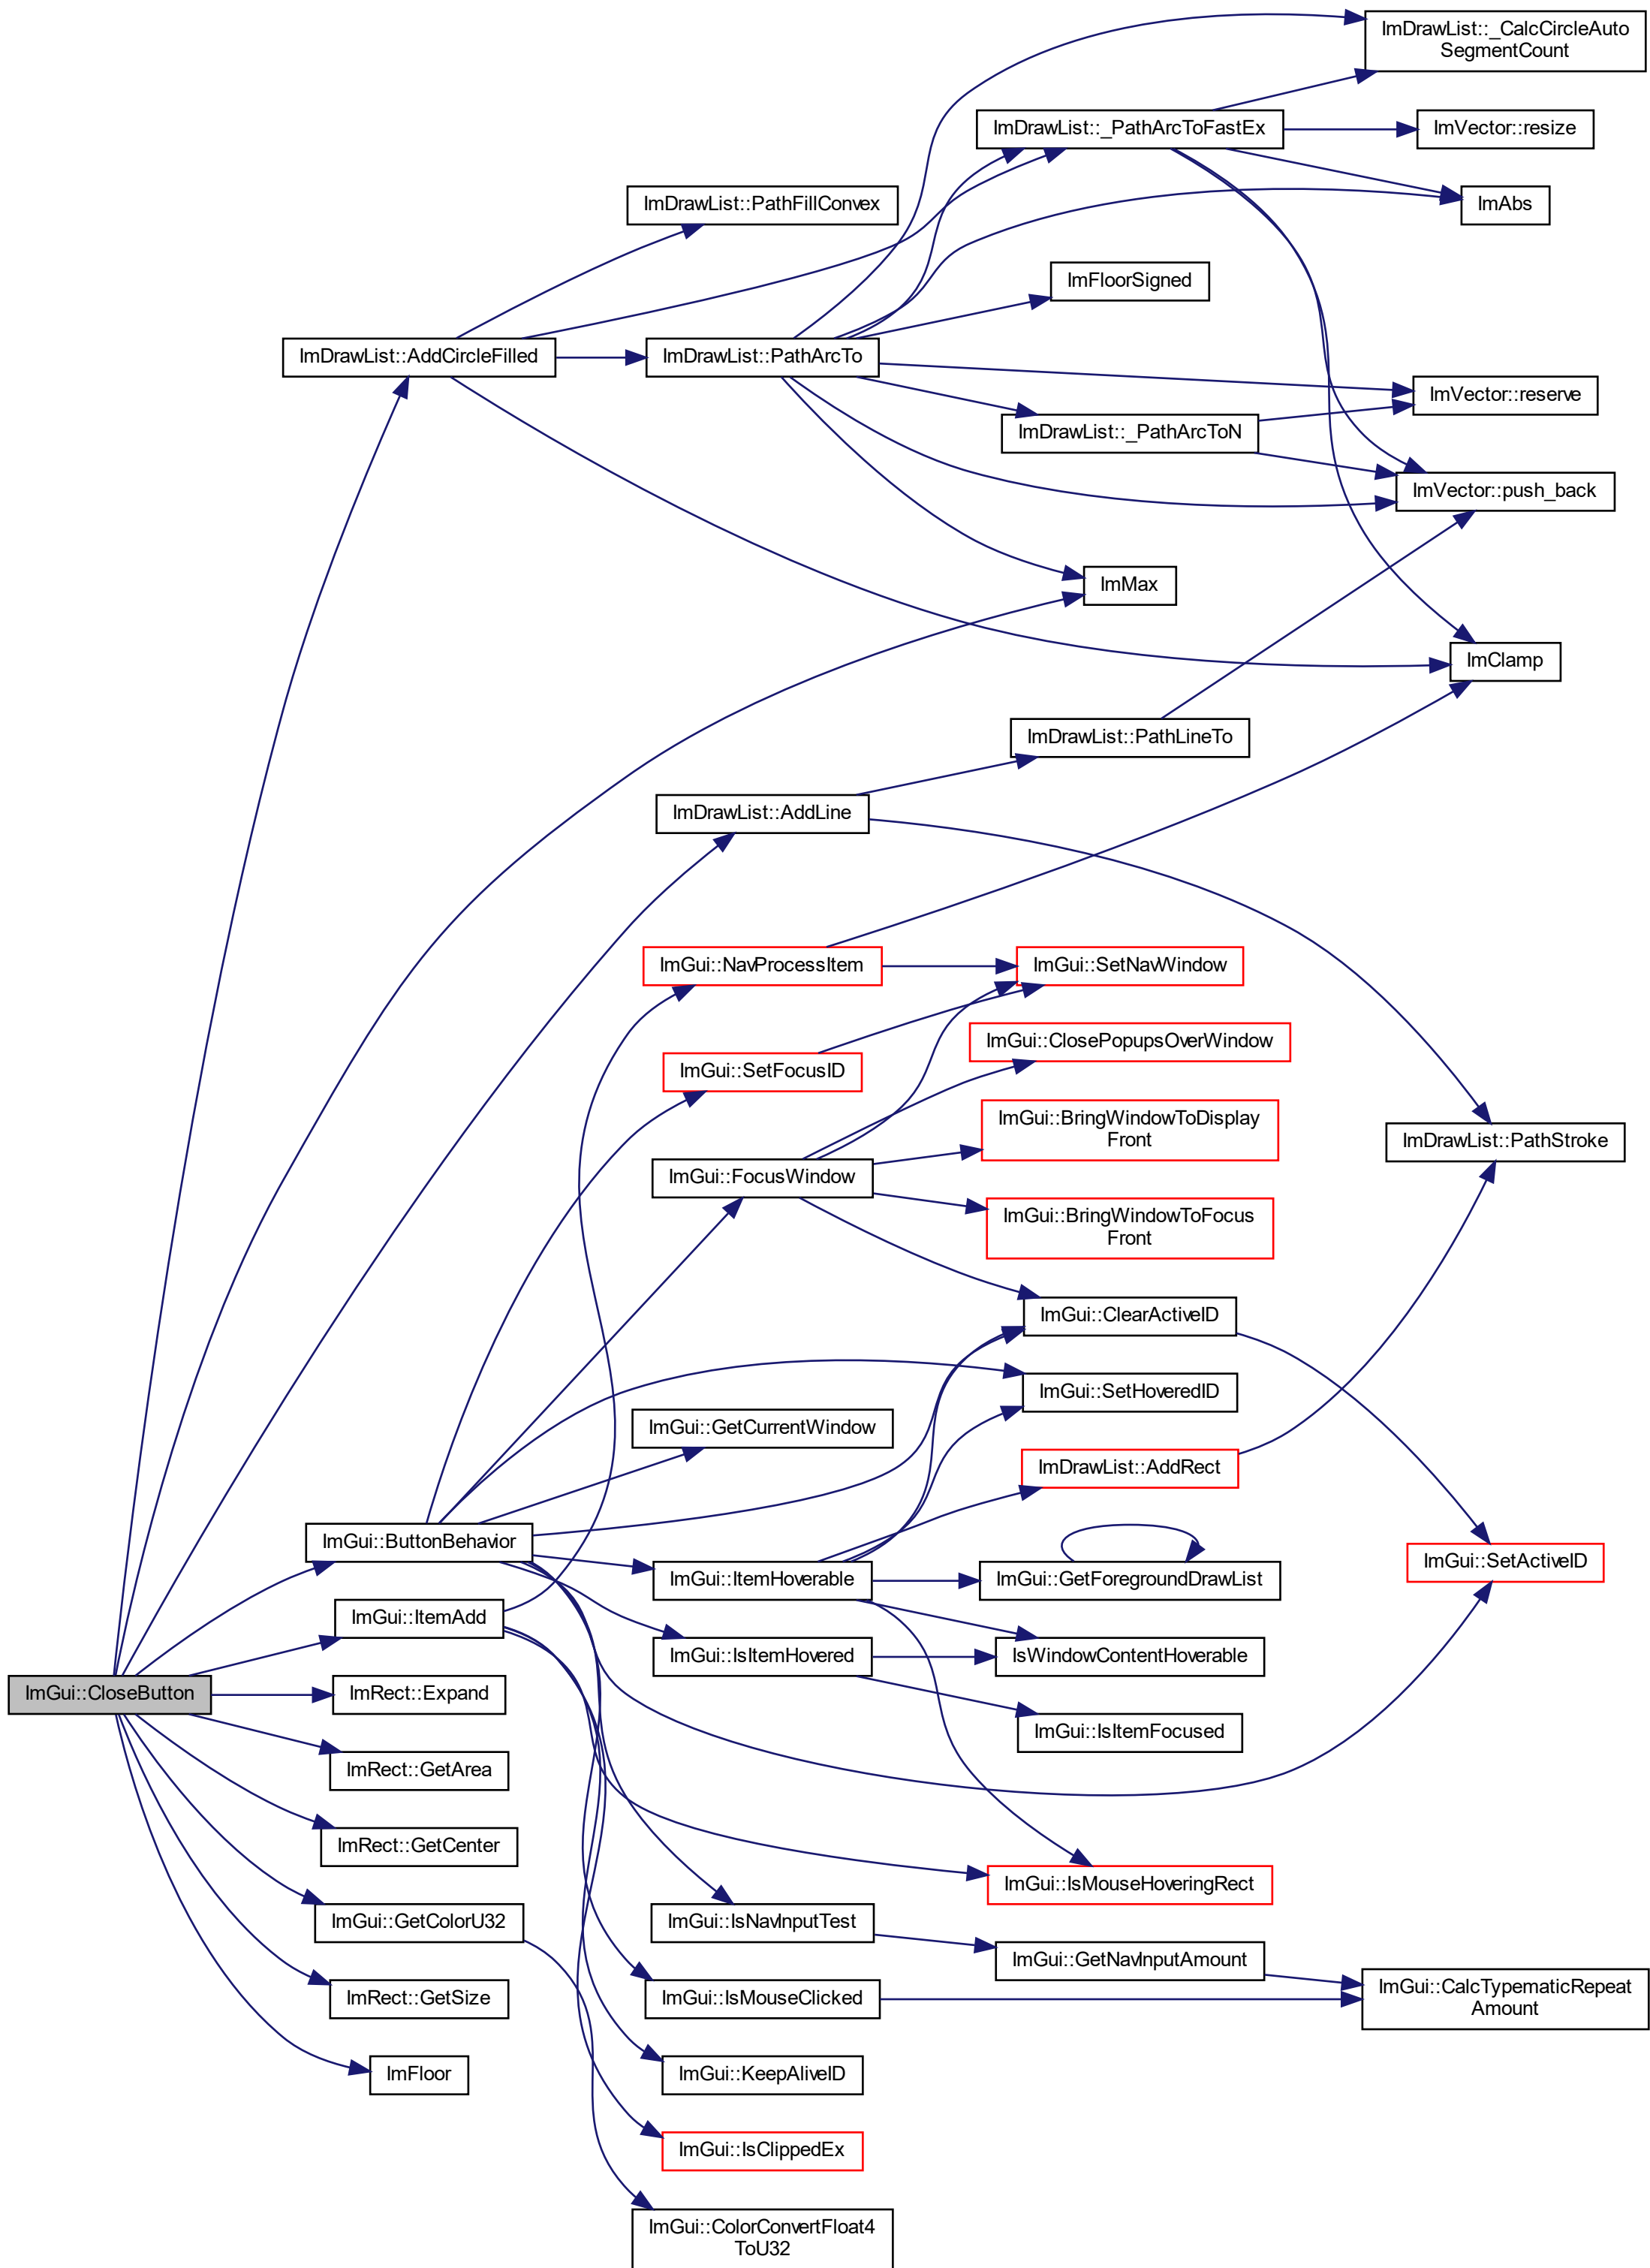 ImDrawList::_CalcCircleAuto
SegmentCount
ImDrawList::_PathArcToFastEx
ImVector::resize
ImDrawList::PathFillConvex
ImAbs
ImFloorSigned
ImDrawList::AddCircleFilled
ImDrawList::PathArcTo
ImVector::reserve
ImDrawList::_PathArcToN
ImVector::push_back
ImMax
ImClamp
ImDrawList::PathLineTo
ImDrawList::AddLine
ImGui::NavProcessItem
ImGui::SetNavWindow
ImGui::ClosePopupsOverWindow
ImGui::SetFocusID
ImGui::BringWindowToDisplay
Front
ImDrawList::PathStroke
ImGui::FocusWindow
ImGui::BringWindowToFocus
Front
ImGui::ClearActiveID
ImGui::SetHoveredID
ImGui::GetCurrentWindow
ImDrawList::AddRect
ImGui::ButtonBehavior
ImGui::SetActiveID
ImGui::ItemHoverable
ImGui::GetForegroundDrawList
ImGui::ItemAdd
ImGui::IsItemHovered
IsWindowContentHoverable
ImGui::CloseButton
ImRect::Expand
ImGui::IsItemFocused
ImRect::GetArea
ImRect::GetCenter
ImGui::IsMouseHoveringRect
ImGui::GetColorU32
ImGui::IsNavInputTest
ImGui::GetNavInputAmount
ImRect::GetSize
ImGui::IsMouseClicked
ImGui::CalcTypematicRepeat
Amount
ImFloor
ImGui::KeepAliveID
ImGui::IsClippedEx
ImGui::ColorConvertFloat4
ToU32